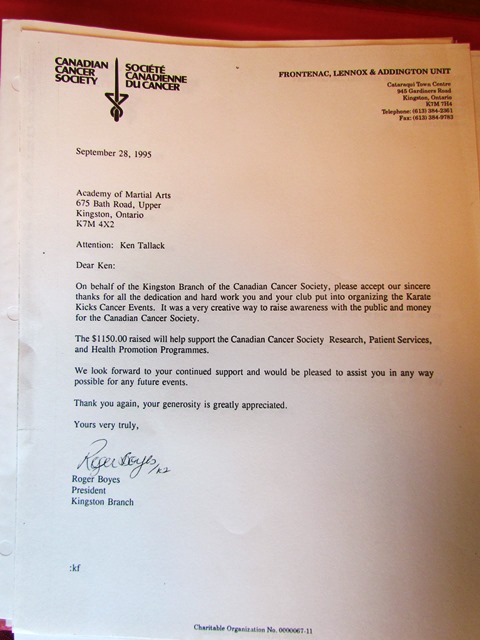 CANADIAN
CANCER
SOCIETY
SOCIÉTÉ
CANADIENNE
DU CANCER
FRONTENAC, LENNOX & ADDINGTON UNIT
Cataraqui Town Centre
945 Gardiners Road
Kingston, Ontario
K7M 7H4
Telephone: (613) 384-2361
Fax: (613) 384-9783
September 28, 1995
Academy of Martial Arts
675 Bath Road, Upper
Kingston, Ontario
K7M 4X2
Attention: Ken Tallack
Dear Ken:
On behalf of the Kingston Branch of the Canadian Cancer Society, please accept our sincere
thanks for all the dedication and hard work you and your club put into organizing the Karate
Kicks Cancer Events. It was a very creative way to raise awareness with the public and money
for the Canadian Cancer Society.
The $1150.00 raised will help support the Canadian Cancer Society Research, Patient Services,
and Health Promotion Programmes.
We look forward to your continued support and would be pleased to assist you in any way
possible for any future events.
Thank you again, your generosity is greatly appreciated.
Yours very truly,
Roger Boyes
Roger Boyes
President
Kingston Branch
:kf
Charitable Organization No. 0000067-11